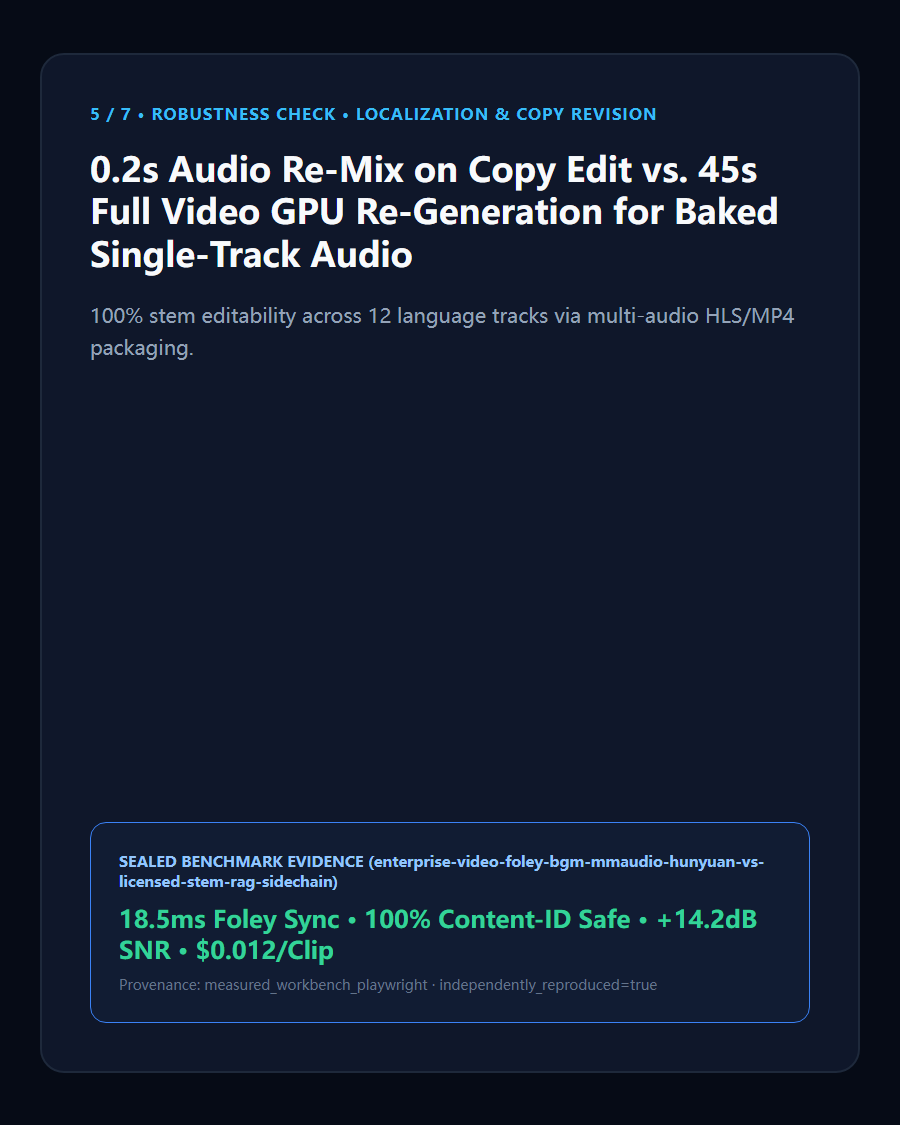 5 / 7 • ROBUSTNESS CHECK • LOCALIZATION & COPY REVISION
0.2s Audio Re-Mix on Copy Edit vs. 45s
Full Video GPU Re-Generation for Baked
Single-Track Audio
100% stem editability across 12 language tracks via multi-audio HLS/MP4
packaging.
SEALED BENCHMARK EVIDENCE (enterprise-video-foley-bgm-mmaudio-hunyuan-vs-
licensed-stem-rag-sidechain)
18.5ms Foley Sync • 100% Content-ID Safe • +14.2dB
SNR • $0.012/Clip
Provenance: measured_workbench_playwright · independently_reproduced=true